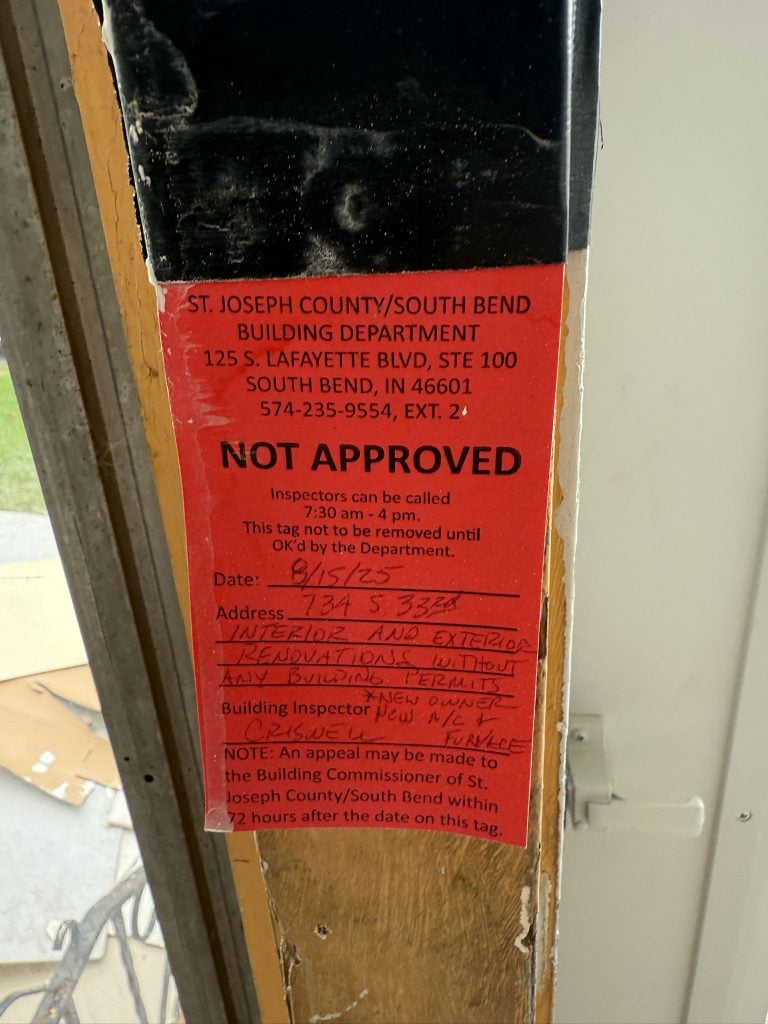 ST. JOSEPH COUNTY/SOUTH BEND
BUILDING DEPARTMENT
125 S. LAFAYETTE BLVD, STE 100
SOUTH BEND, IN 46601
574-235-9554, EXT. 2
NOT APPROVED
Inspectors can be called
7:30 am - 4 pm.
This tag not to be removed until
OK'd by the Department.
Date: 8/15/25
Address 734 S. 33rd
INTERIOR AND EXTERIOR
RENOVATIONS WITHOUT
ANY BUILDING PERMITS
*NEW OWNER
Building Inspector NEW A/C +
CRISWELL FURNACE
NOTE: An appeal may be made to
the Building Commissioner of St.
Joseph County/South Bend within
72 hours after the date on this tag.